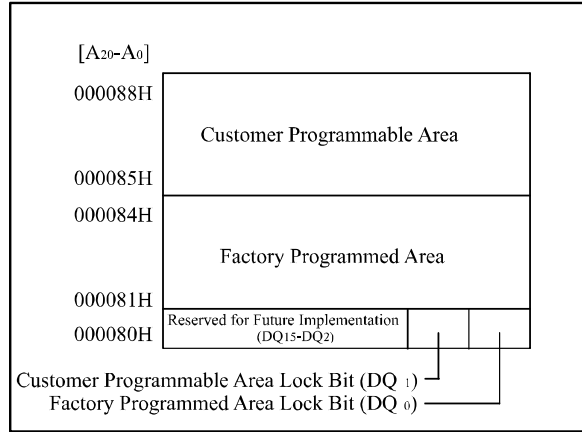 [A20-A0]
000088H
Customer Programmable Area
000085H
000084H
Factory Programmed Area
000081H
Reserved for Future Implementation
(DQ15-DQ2)
000080H
Customer Programmable Area Lock Bit (DQ 1)
Factory Programmed Area Lock Bit (DQ 0)